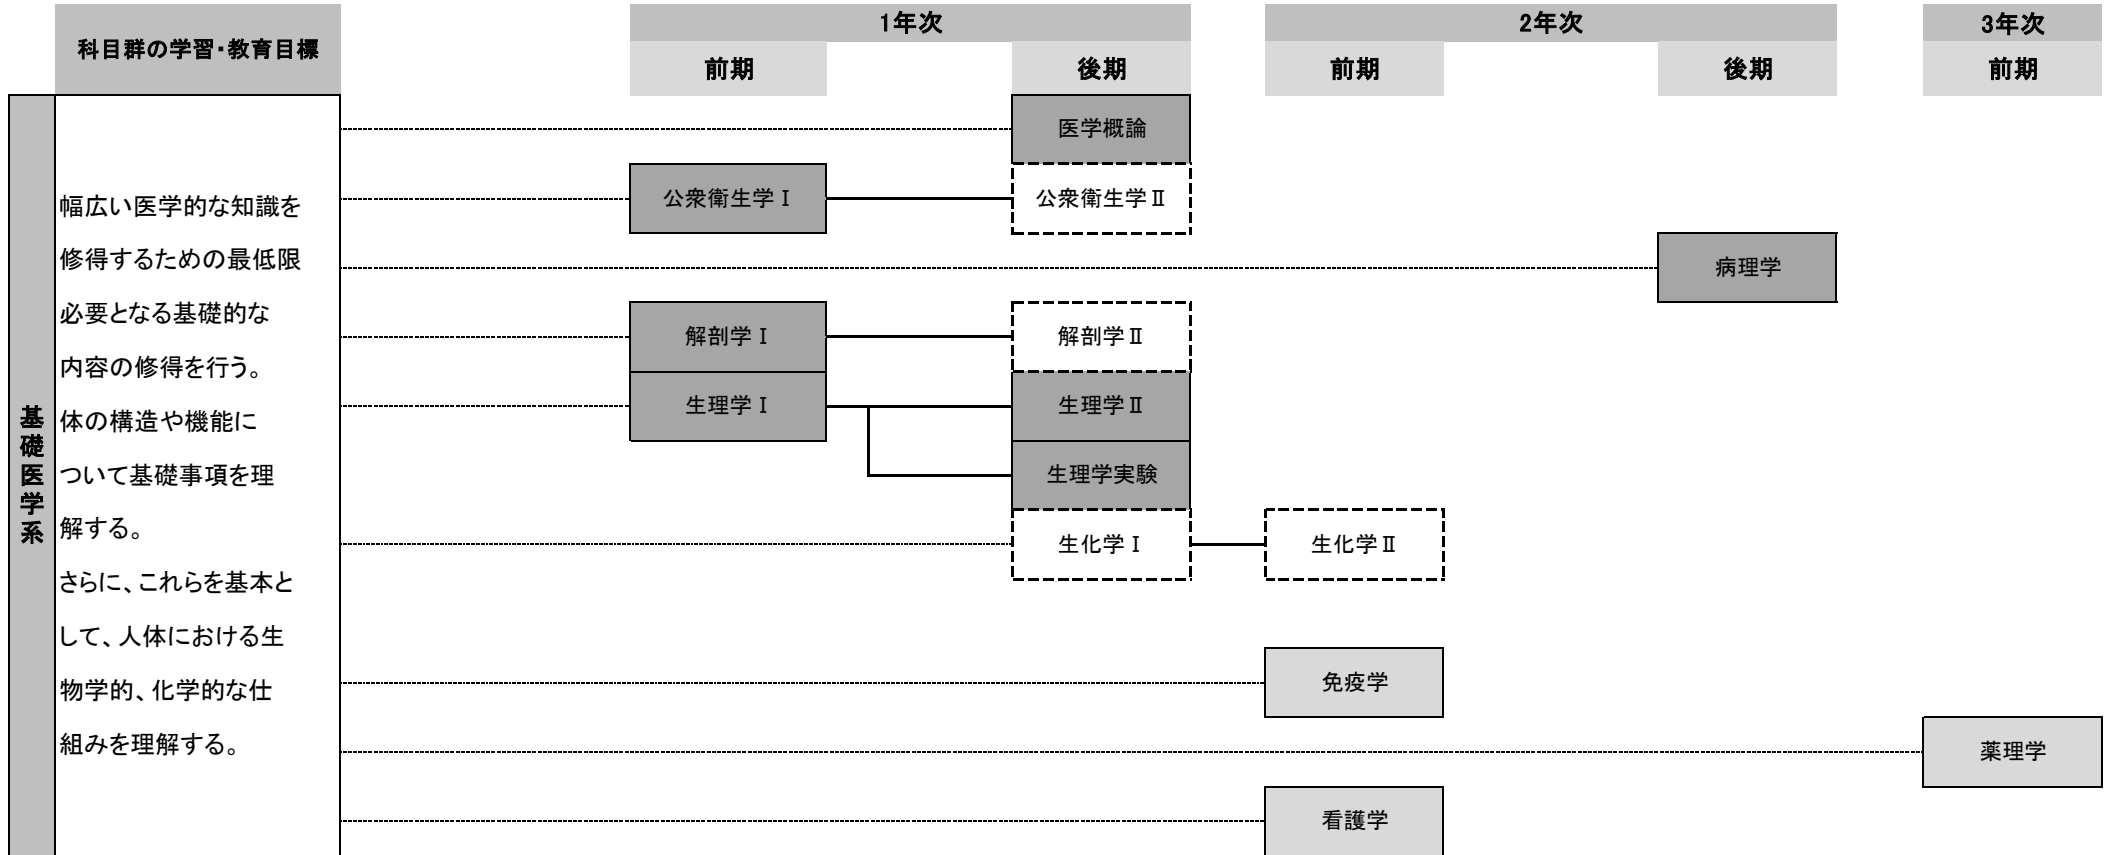 科目群の学習・教育目標
1年次
2年次
3年次
前期
後期
前期
後期
前期
基礎医学系
幅広い医学的な知識を
修得するための最低限
必要となる基礎的な
内容の修得を行う。
体の構造や機能に
ついて基礎事項を理
解する。
さらに、これらを基本と
して、人体における生
物学的、化学的な仕
組みを理解する。
医学概論
公衆衛生学Ⅰ
公衆衛生学Ⅱ
病理学
解剖学Ⅰ
解剖学Ⅱ
生理学Ⅰ
生理学Ⅱ
生理学実験
生化学Ⅰ
生化学Ⅱ
免疫学
薬理学
看護学